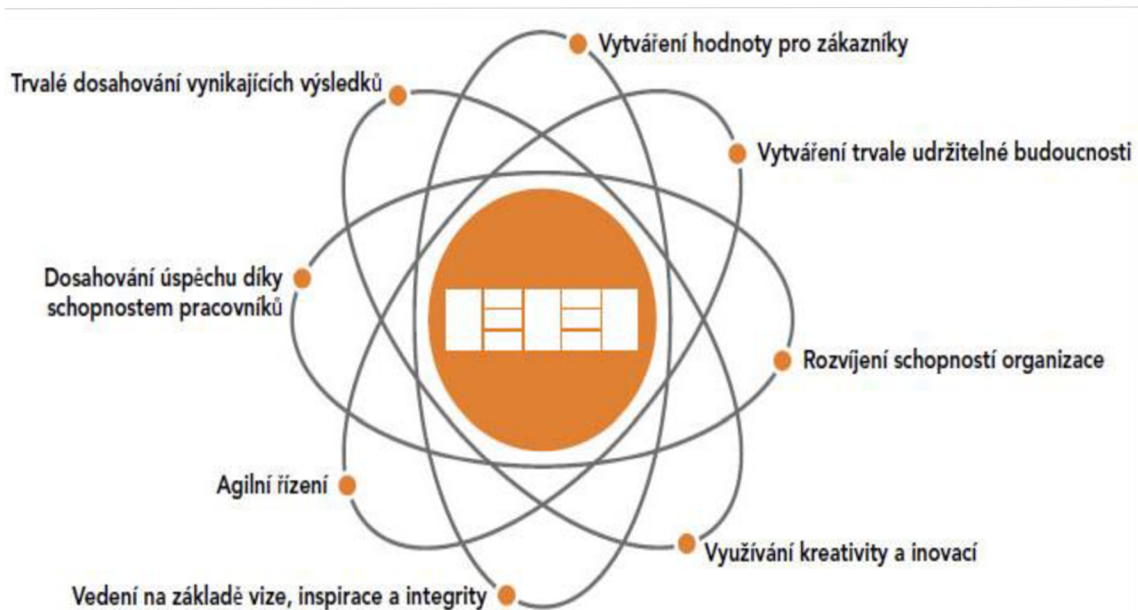 Vytváření hodnoty pro zákazníky
Trvalé dosahování vynikajících výsledků
Vytváření trvale udržitelné budoucnosti
Dosahování úspěchu díky
schopnostem pracovníků
Rozvíjení schopností organizace
Agilní řízení
Využívání kreativity a inovací
Vedení na základě vize, inspirace a integrity